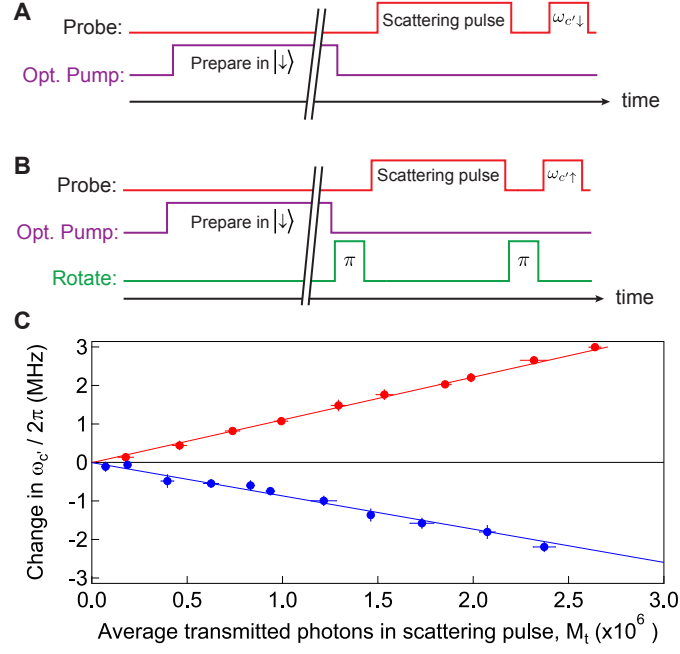 A
Probe:
Scattering pulse
ω_{c'↓}
Opt. Pump:
Prepare in |↓⟩
time
B
Probe:
Scattering pulse
ω_{c'↑}
Opt. Pump:
Prepare in |↓⟩
Rotate:
π
π
time
C
Change in ω_{c'} / 2π (MHz)
3
2
1
0
-1
-2
-3
0.0
0.5
1.0
1.5
2.0
2.5
3.0
Average transmitted photons in scattering pulse, M_t (x10^6)